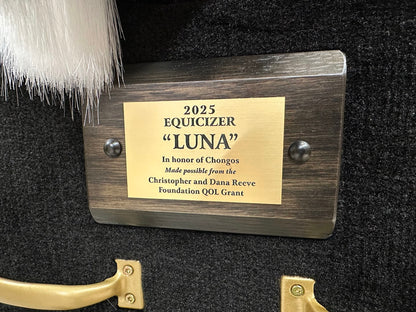 2025
EQUICIZER
“LUNA”
In honor of Chongos
Made possible from the
Christopher and Dana Reeve
Foundation QOL Grant